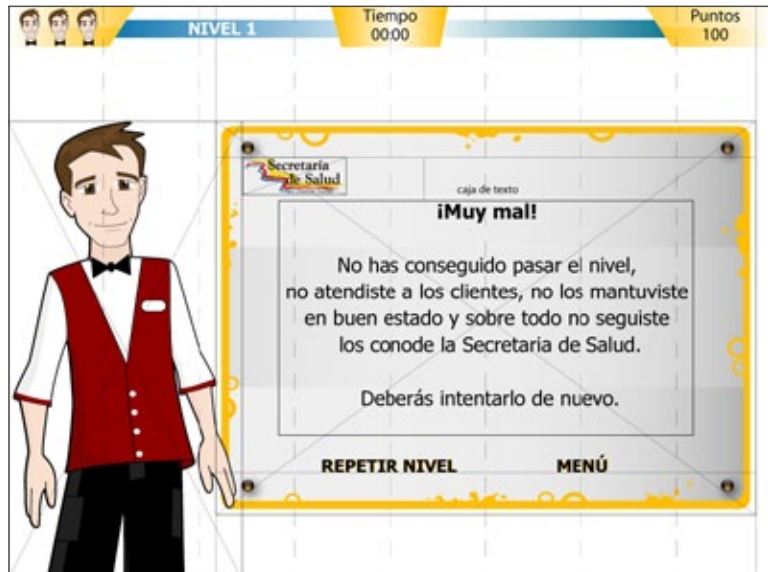 NIVEL 1
Tiempo
00:00
Puntos
100
Secretaría
de Salud
caja de texto
¡Muy mal!
No has conseguido pasar el nivel,
no atendiste a los clientes, no los mantuviste
en buen estado y sobre todo no seguiste
los conode la Secretaria de Salud.
Deberás intentarlo de nuevo.
REPETIR NIVEL
MENÚ